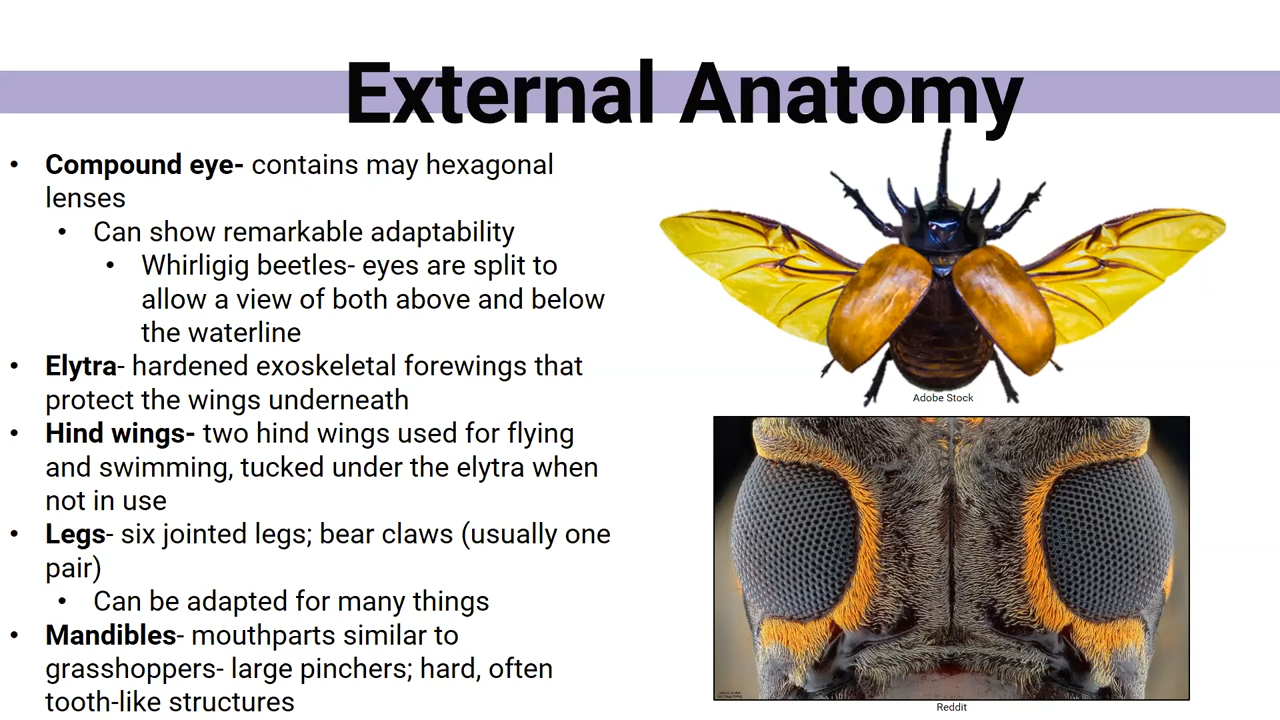 External Anatomy
• Compound eye- contains may hexagonal
lenses
• Can show remarkable adaptability
• Whirligig beetles- eyes are split to
allow a view of both above and below
the waterline
• Elytra- hardened exoskeletal forewings that
protect the wings underneath
• Hind wings- two hind wings used for flying
and swimming, tucked under the elytra when
not in use
• Legs- six jointed legs; bear claws (usually one
pair)
• Can be adapted for many things
• Mandibles- mouthparts similar to
grasshoppers- large pinchers; hard, often
tooth-like structures
Adobe Stock
Reddit